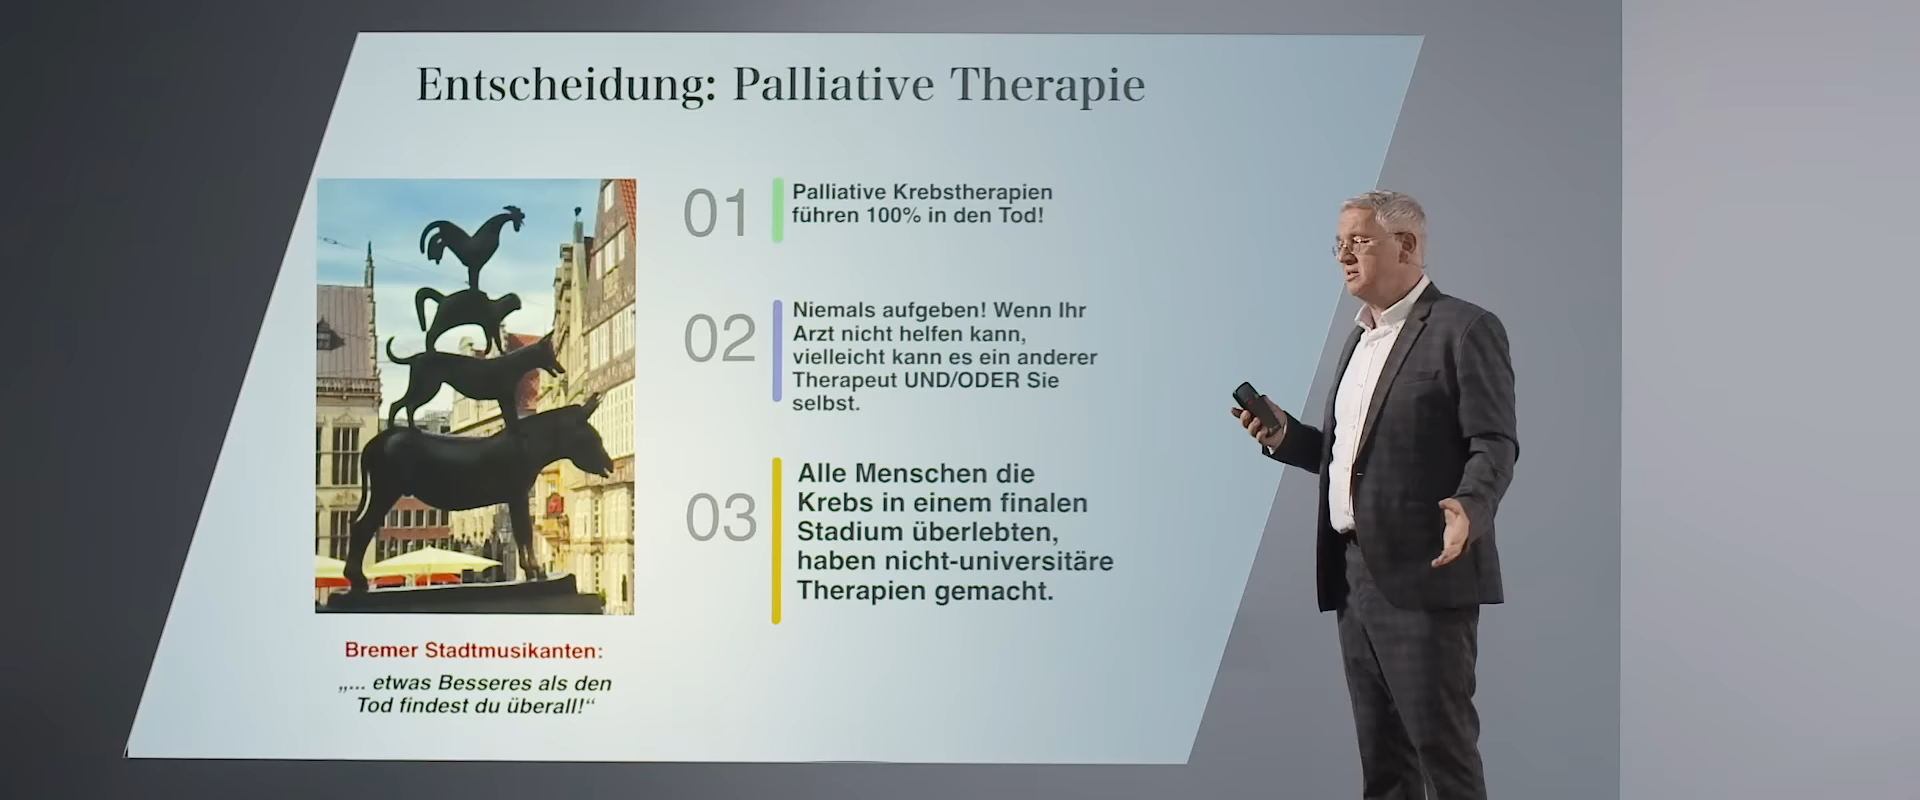 Entscheidung: Palliative Therapie
01
Palliative Krebstherapien
führen 100% in den Tod!
02
Niemals aufgeben! Wenn Ihr
Arzt nicht helfen kann,
vielleicht kann es ein anderer
Therapeut UND/ODER Sie
selbst.
03
Alle Menschen die
Krebs in einem finalen
Stadium überlebten,
haben nicht-universitäre
Therapien gemacht.
Bremer Stadtmusikanten:
„... etwas Besseres als den
Tod findest du überall!“